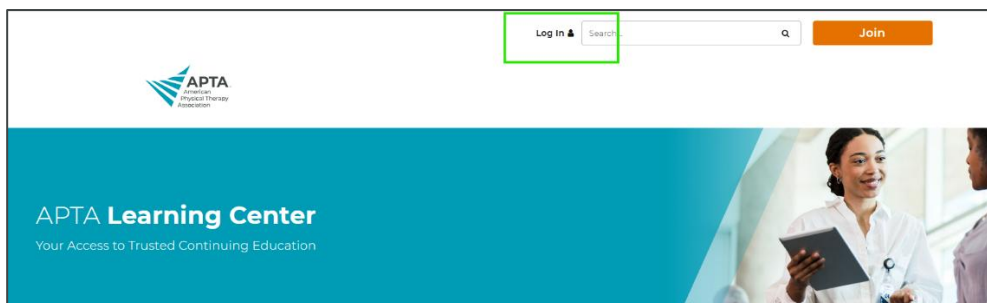 Log In
Search...
Join
APTA
American
Physical Therapy
Association
APTA Learning Center
Your Access to Trusted Continuing Education